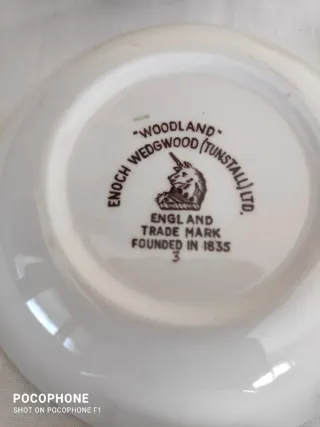 "WOODLAND"
ENOCH WEDGWOOD (TUNSTALL) LTD.
ENGLAND
TRADE MARK
FOUNDED IN 1835
3
POCOPHONE
SHOT ON POCOPHONE F1